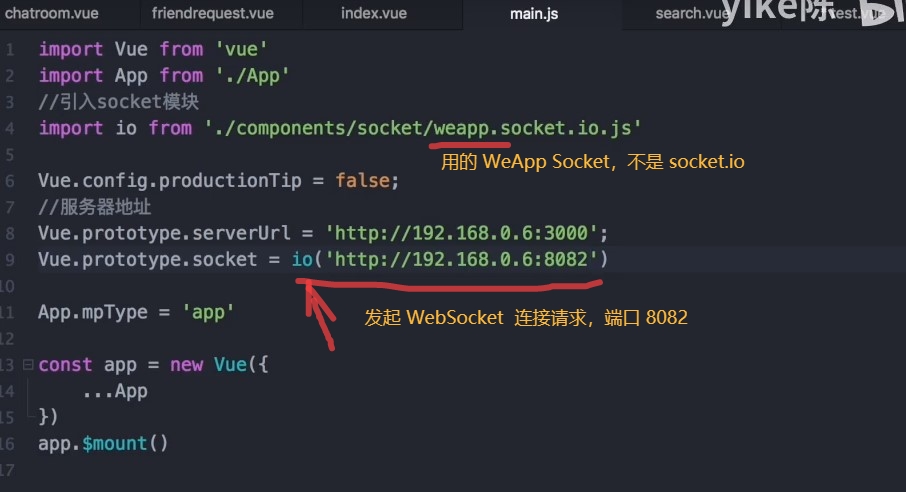 chatroom.vue friendrequest.vue index.vue main.js search.vue test.vue
yike陈
1 import Vue from 'vue'
2 import App from './App'
3 //引入socket模块
4 import io from './components/socket/weapp.socket.io.js'
用的 WeApp Socket，不是 socket.io
5
6 Vue.config.productionTip = false;
7 //服务器地址
8 Vue.prototype.serverUrl = 'http://192.168.0.6:3000';
9 Vue.prototype.socket = io('http://192.168.0.6:8082')
10
11 App.mpType = 'app'
发起 WebSocket 连接请求，端口 8082
12
13 const app = new Vue({
14 ...App
15 })
16 app.$mount()
17